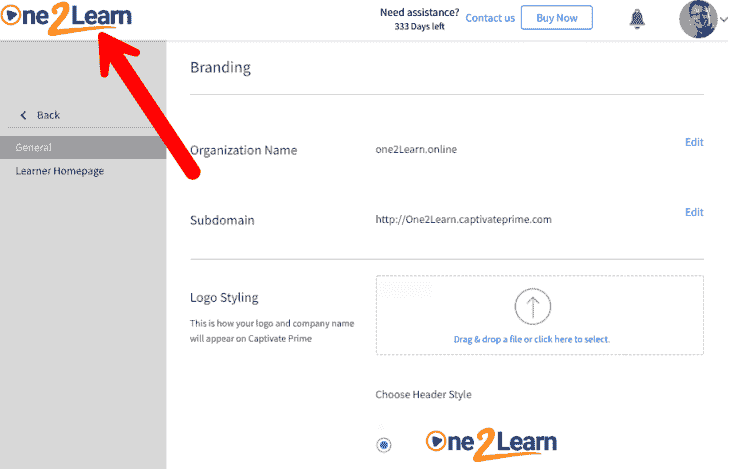 One2Learn
Need assistance?
333 Days left
Contact us
Buy Now
Branding
Back
General
Learner Homepage
Organization Name
one2Learn.online
Edit
Subdomain
http://One2Learn.captivateprime.com
Edit
Logo Styling
This is how your logo and company name
will appear on Captivate Prime
Drag & drop a file or click here to select.
Choose Header Style
One2Learn